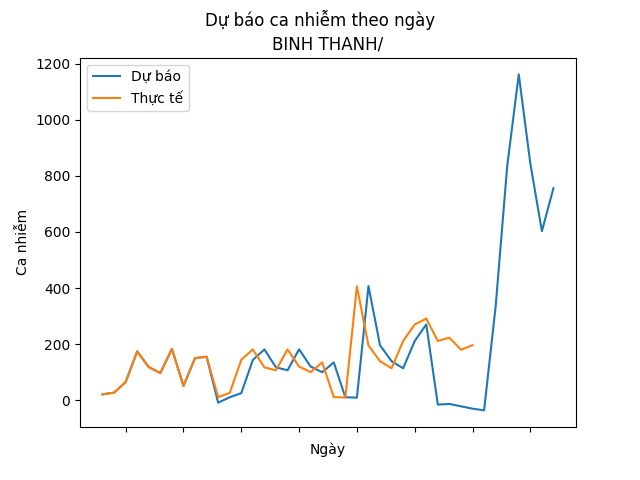 Dự báo ca nhiễm theo ngày
BINH THANH/
Dự báo
Thực tế
1200
1000
800
600
400
200
0
Ca nhiễm
Ngày